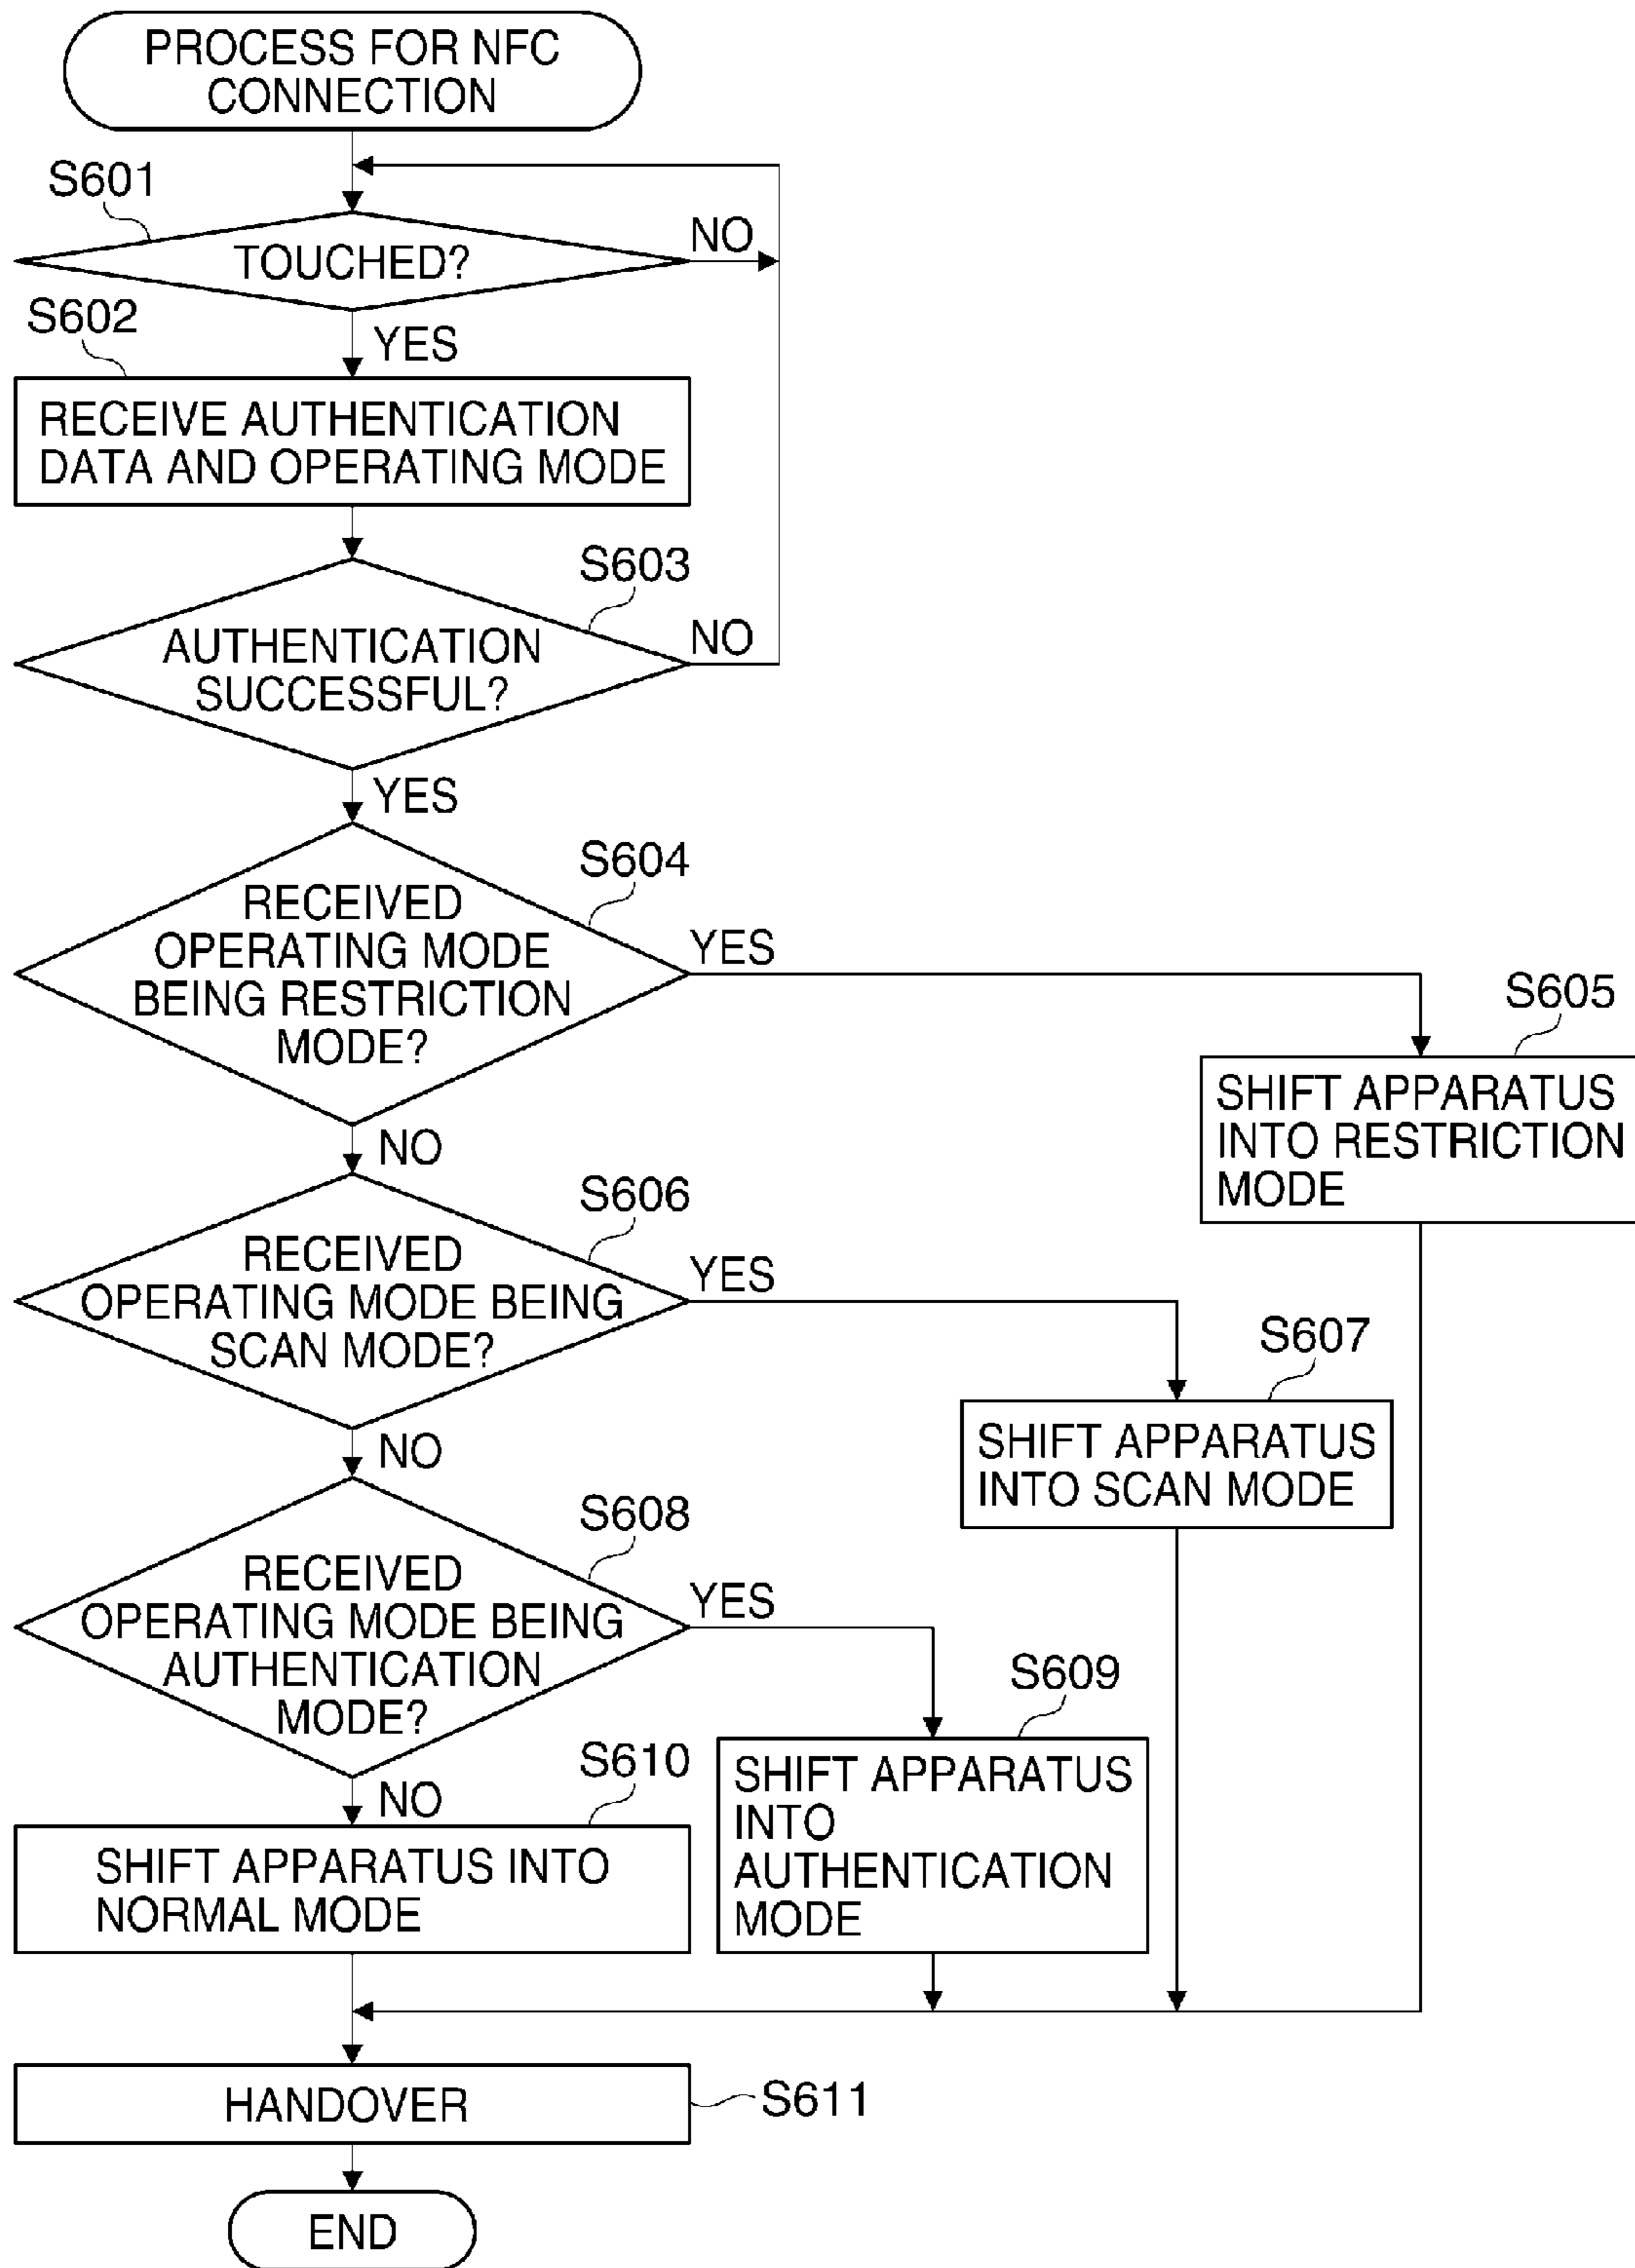 PROCESS FOR NFC
CONNECTION
S601
TOUCHED?
NO
S602
YES
RECEIVE AUTHENTICATION
DATA AND OPERATING MODE
S603
AUTHENTICATION
SUCCESSFUL?
NO
YES
S604
RECEIVED
OPERATING MODE
BEING RESTRICTION
MODE?
YES
S605
SHIFT APPARATUS
INTO RESTRICTION
MODE
NO
S606
RECEIVED
OPERATING MODE BEING
SCAN MODE?
YES
S607
SHIFT APPARATUS
INTO SCAN MODE
NO
S608
RECEIVED
OPERATING MODE BEING
AUTHENTICATION
MODE?
YES
S609
SHIFT APPARATUS
INTO
AUTHENTICATION
MODE
NO
S610
SHIFT APPARATUS INTO
NORMAL MODE
HANDOVER
S611
END